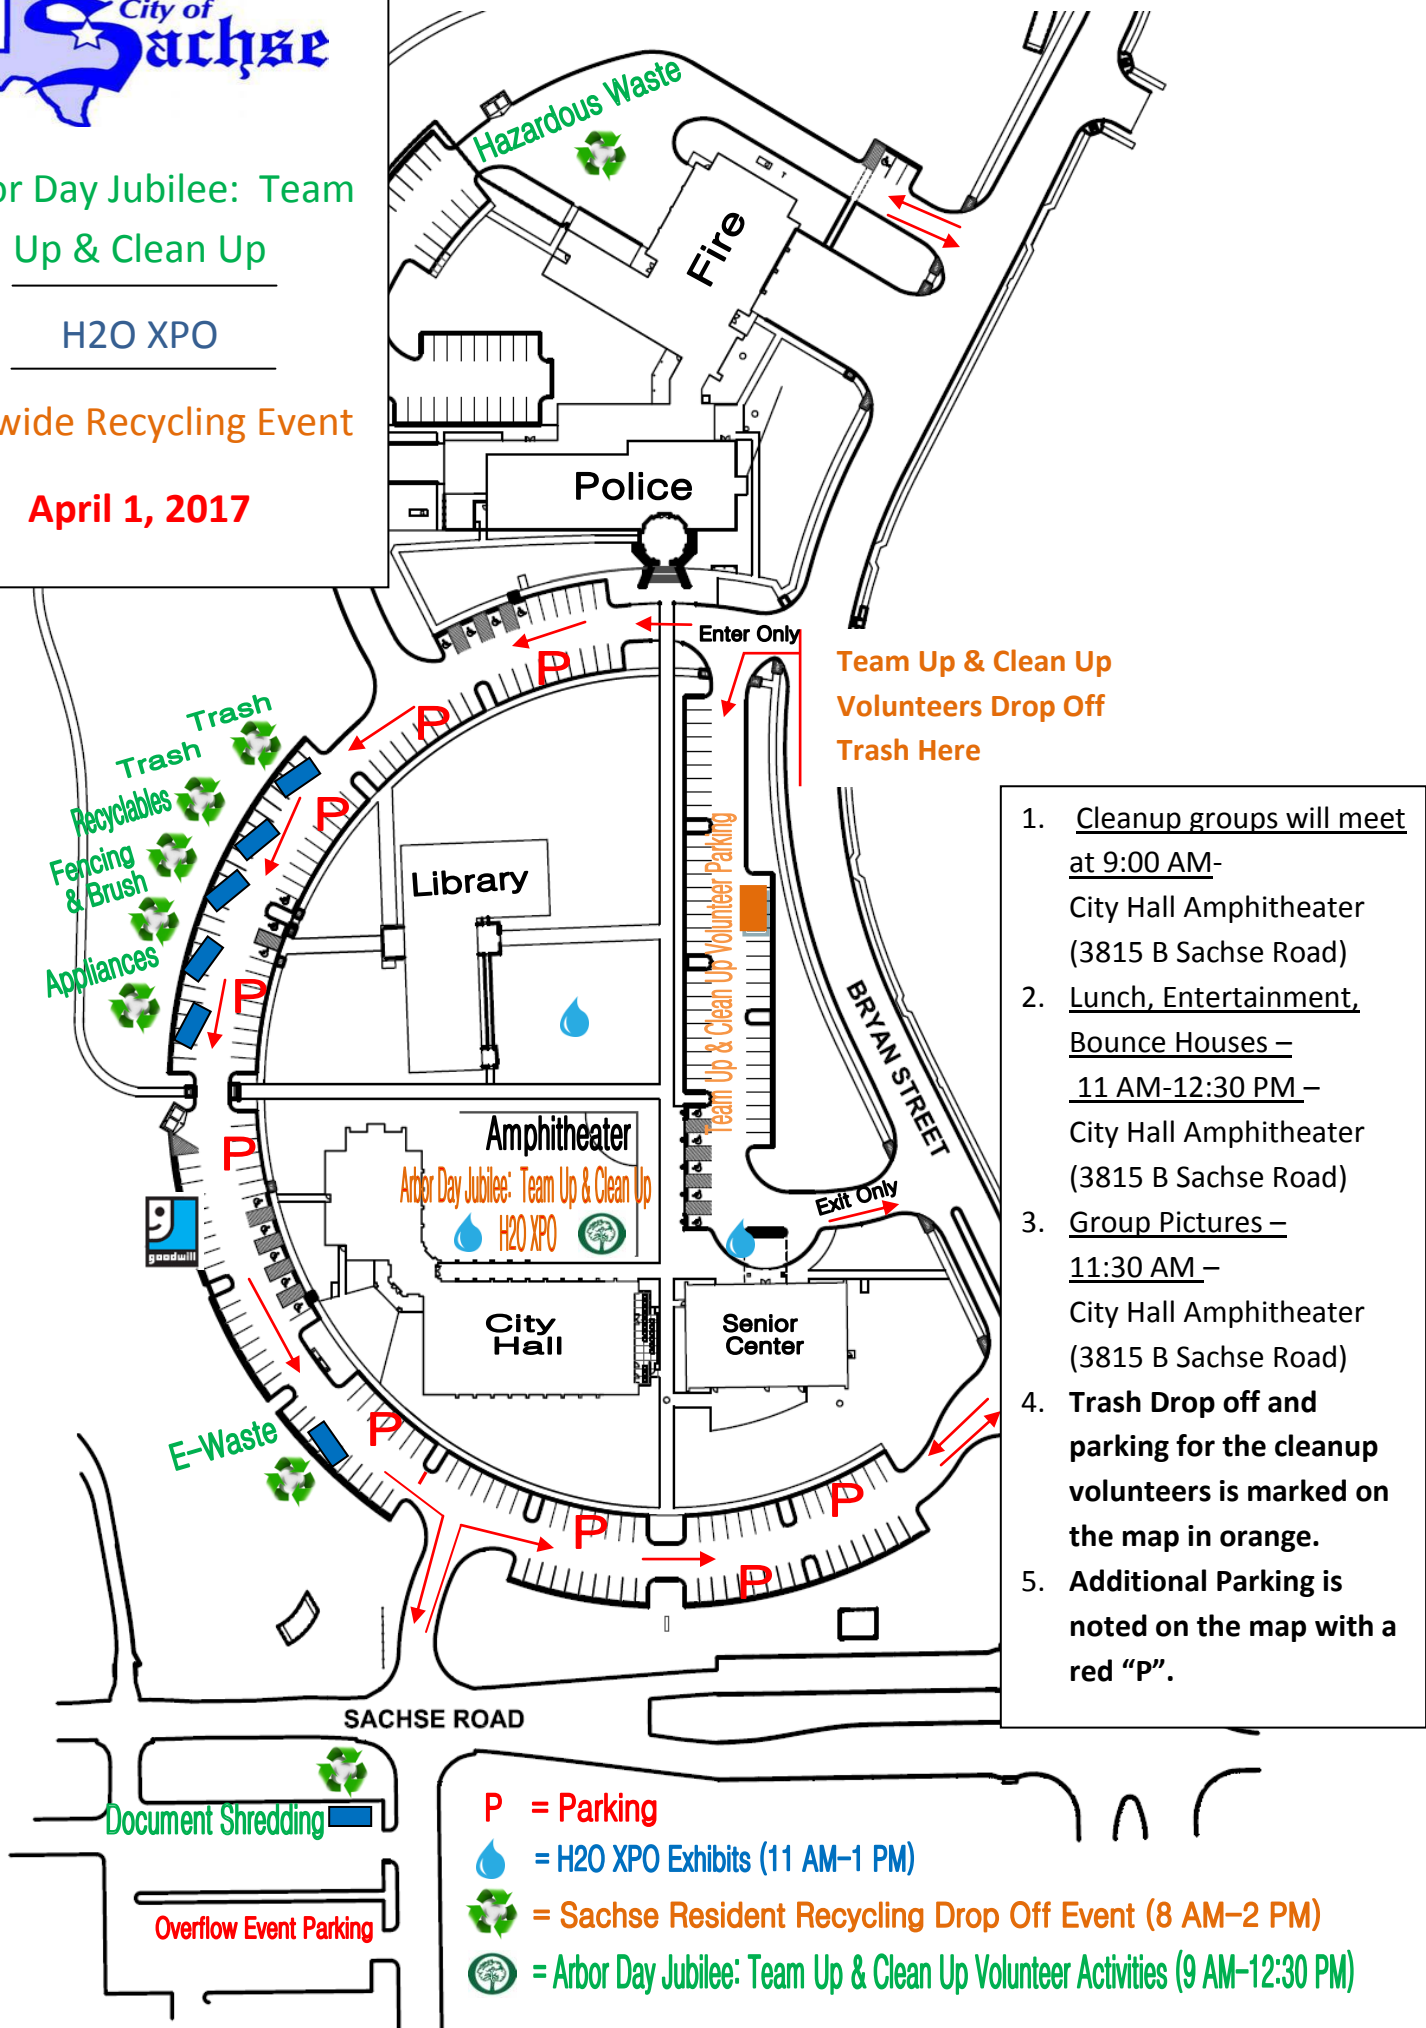 City of
Sachse
Day Jubilee: Team
Up & Clean Up
H2O XPO
Recycling Event
April 1, 2017
Hazardous Waste
Fire
Police
Enter Only
Team Up & Clean Up
Volunteers Drop Off
Trash Here
P
P
P
P
P
P
P
P
P
Trash
Trash
Recyclables
Fencing
& Brush
Appliances
Library
Team Up & Clean Up Volunteer Parking
BRYAN STREET
Amphitheater
Arbor Day Jubilee: Team Up & Clean Up
H2O XPO
Exit Only
goodwill
City
Hall
Senior
Center
E-Waste
1. Cleanup groups will meet
at 9:00 AM-
City Hall Amphitheater
(3815 B Sachse Road)
2. Lunch, Entertainment,
Bounce Houses –
11 AM-12:30 PM –
City Hall Amphitheater
(3815 B Sachse Road)
3. Group Pictures –
11:30 AM –
City Hall Amphitheater
(3815 B Sachse Road)
4. Trash Drop off and
parking for the cleanup
volunteers is marked on
the map in orange.
5. Additional Parking is
noted on the map with a
red “P”.
SACHSE ROAD
Document Shredding
Overflow Event Parking
P = Parking
= H2O XPO Exhibits (11 AM-1 PM)
= Sachse Resident Recycling Drop Off Event (8 AM-2 PM)
= Arbor Day Jubilee: Team Up & Clean Up Volunteer Activities (9 AM-12:30 PM)